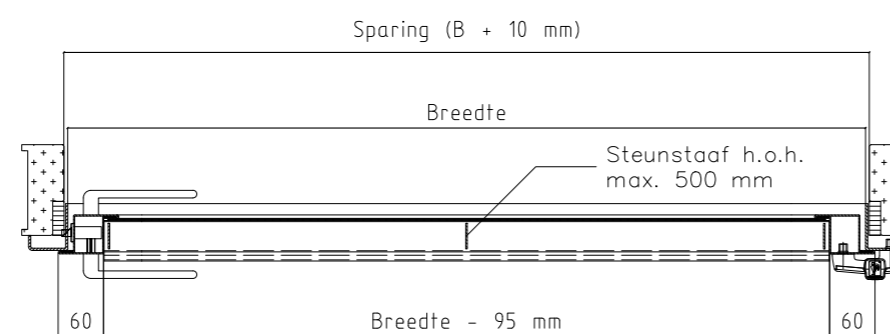 Sparing (B + 10 mm)
Breedte
Steunstaaf h.o.h.
max. 500 mm
60
Breedte - 95 mm
60